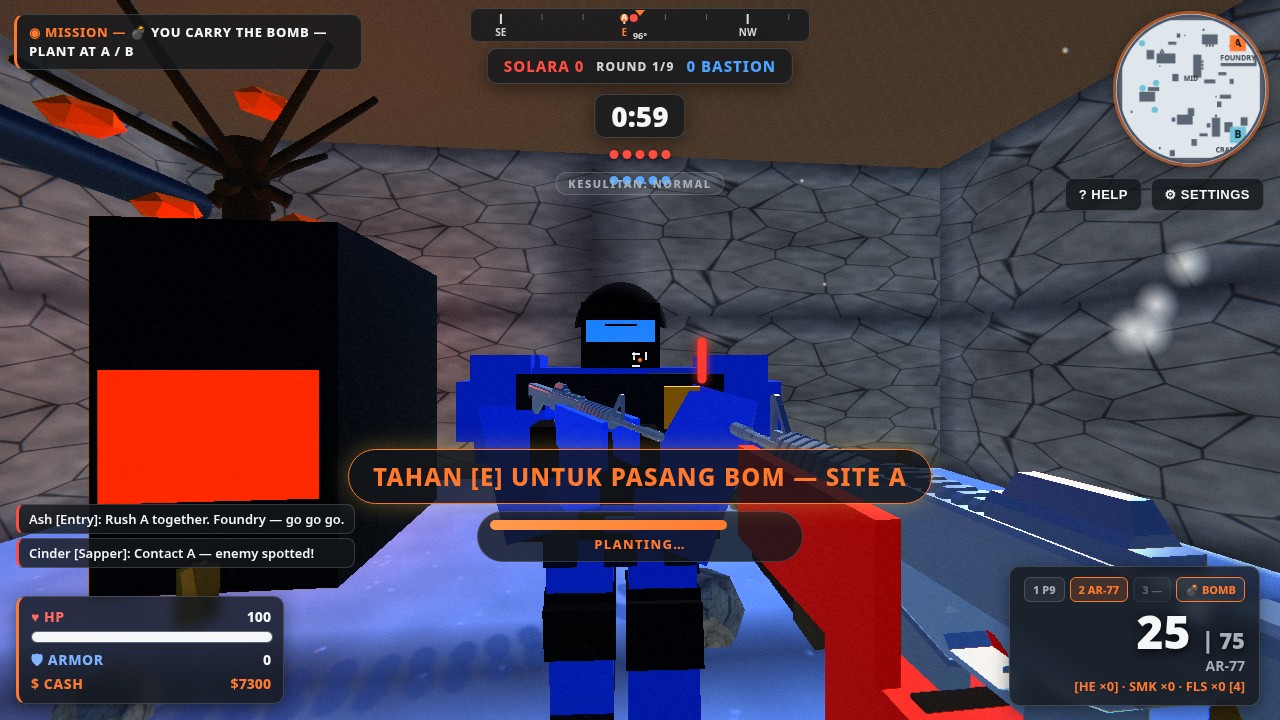 ◉ MISSION — 💣 YOU CARRY THE BOMB —
PLANT AT A / B
SE
A
E
96°
NW
SOLARA 0 ROUND 1/9 0 BASTION
0:59
KESULITAN: NORMAL
A
FOUNDRY
MID
B
? HELP
⚙ SETTINGS
TAHAN [E] UNTUK PASANG BOM — SITE A
PLANTING…
Ash [Entry]: Rush A together. Foundry — go go go.
Cinder [Sapper]: Contact A — enemy spotted!
♥ HP 100
🛡 ARMOR 0
$ CASH $7300
1 P9
2 AR-77
3 —
💣 BOMB
25 | 75
AR-77
[HE ×0] · SMK ×0 · FLS ×0 [4]